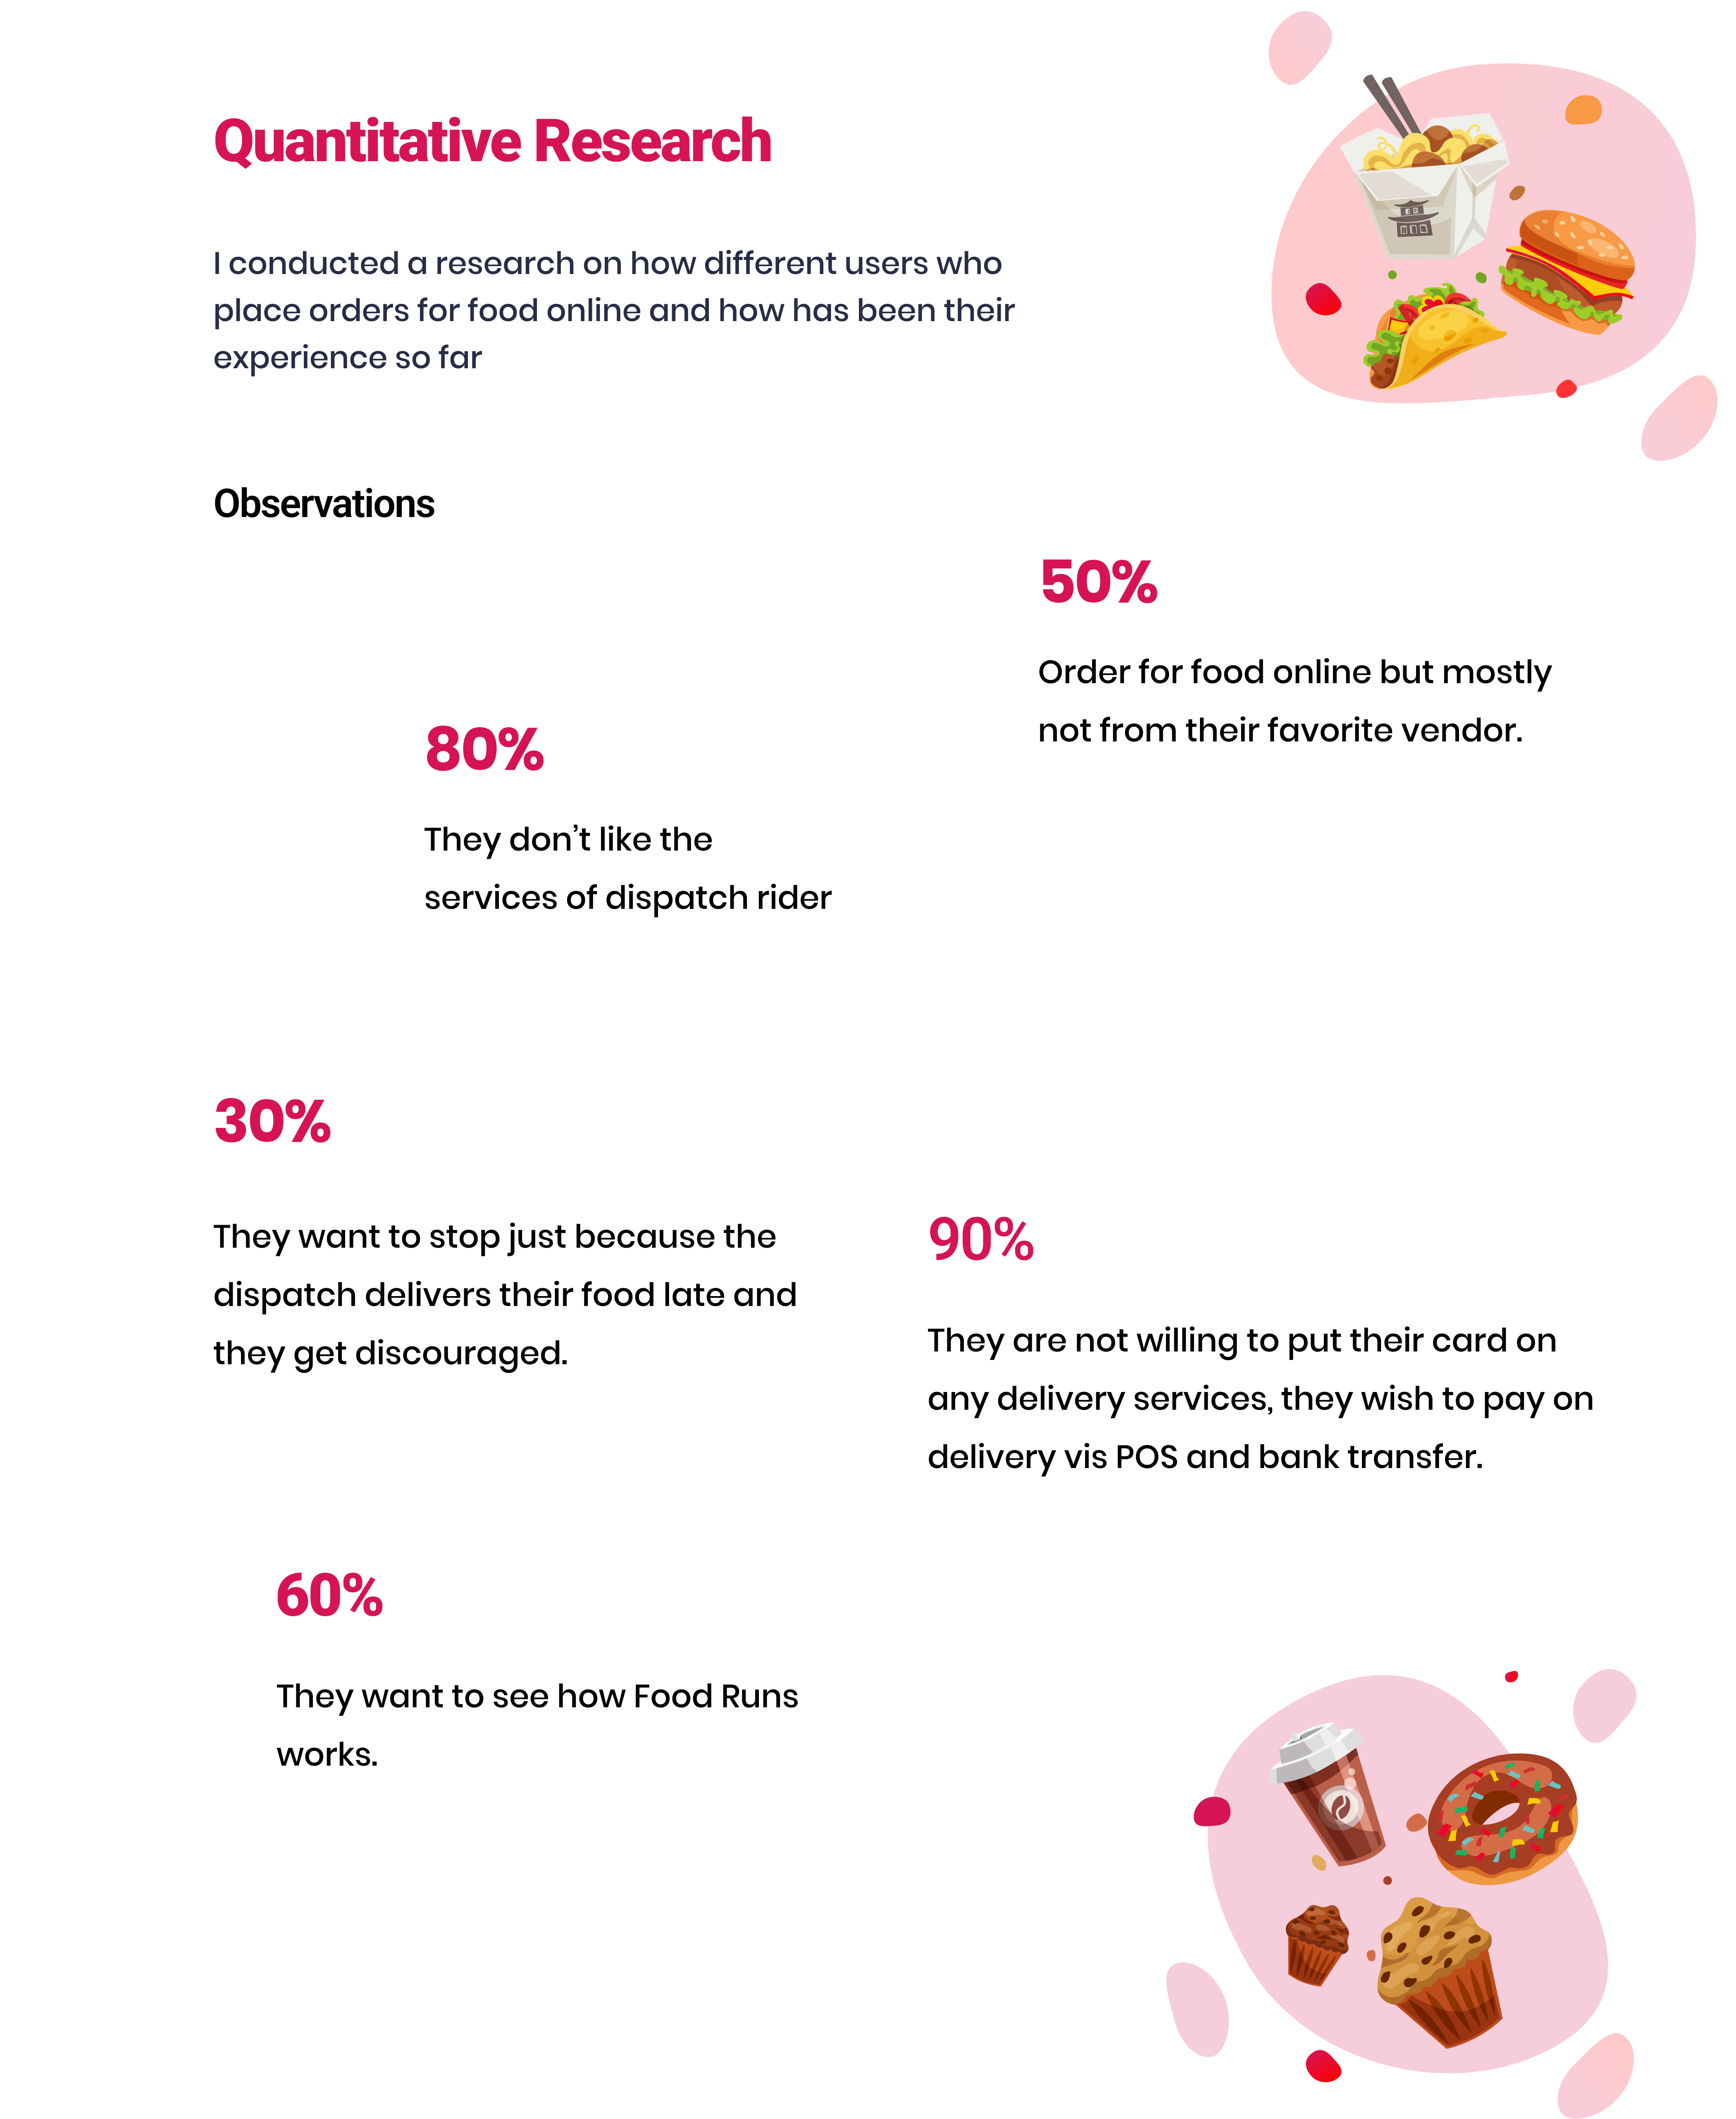 Quantitative Research
I conducted a research on how different users who
place orders for food online and how has been their
experience so far
Observations
50%
Order for food online but mostly
not from their favorite vendor.
80%
They don’t like the
services of dispatch rider
30%
They want to stop just because the
dispatch delivers their food late and
they get discouraged.
90%
They are not willing to put their card on
any delivery services, they wish to pay on
delivery vis POS and bank transfer.
60%
They want to see how Food Runs
works.